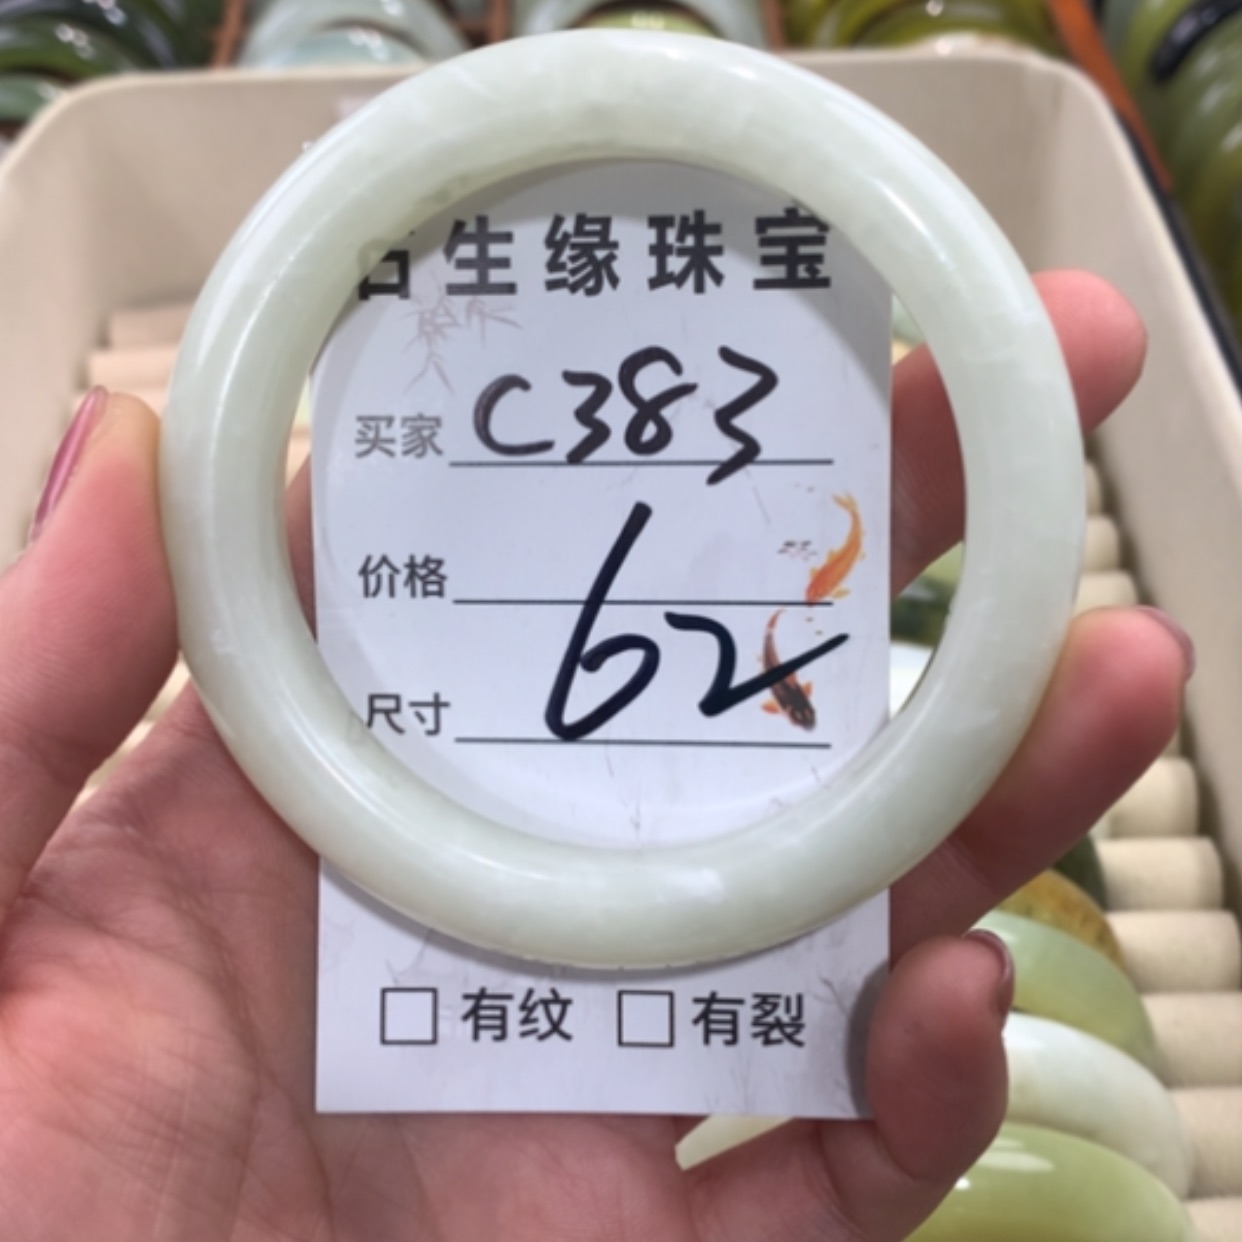 生缘珠宝
买家 C383
价格
尺寸 62
□ 有纹 □ 有裂